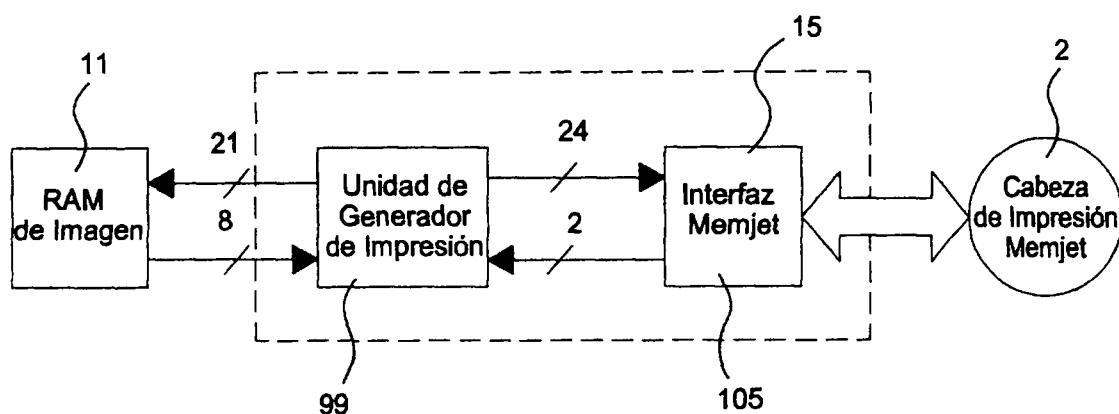 15
2
11
21
24
RAM
de Imagen
Unidad de
Generador
de Impresión
Interfaz
Memjet
Cabeza
de Impresión
Memjet
8
2
99
105